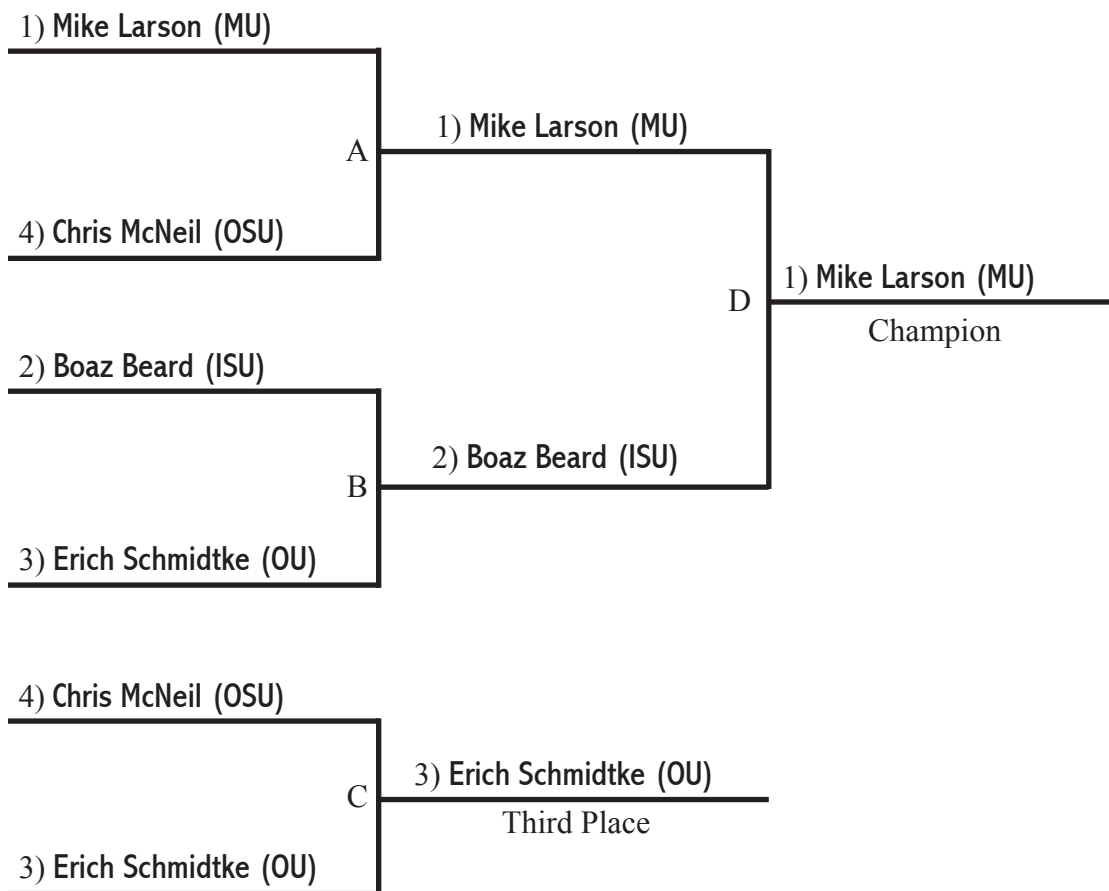 1) Mike Larson (MU)
A
1) Mike Larson (MU)
4) Chris McNeil (OSU)
D
1) Mike Larson (MU)
Champion
2) Boaz Beard (ISU)
B
2) Boaz Beard (ISU)
3) Erich Schmidtke (OU)
4) Chris McNeil (OSU)
C
3) Erich Schmidtke (OU)
Third Place
3) Erich Schmidtke (OU)